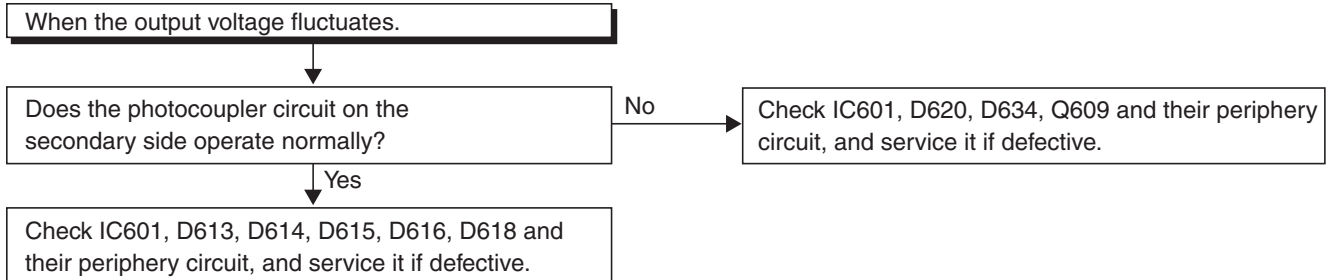 When the output voltage fluctuates.
Does the photocoupler circuit on the
secondary side operate normally?
No
Check IC601, D620, D634, Q609 and their periphery
circuit, and service it if defective.
Yes
Check IC601, D613, D614, D615, D616, D618 and
their periphery circuit, and service it if defective.